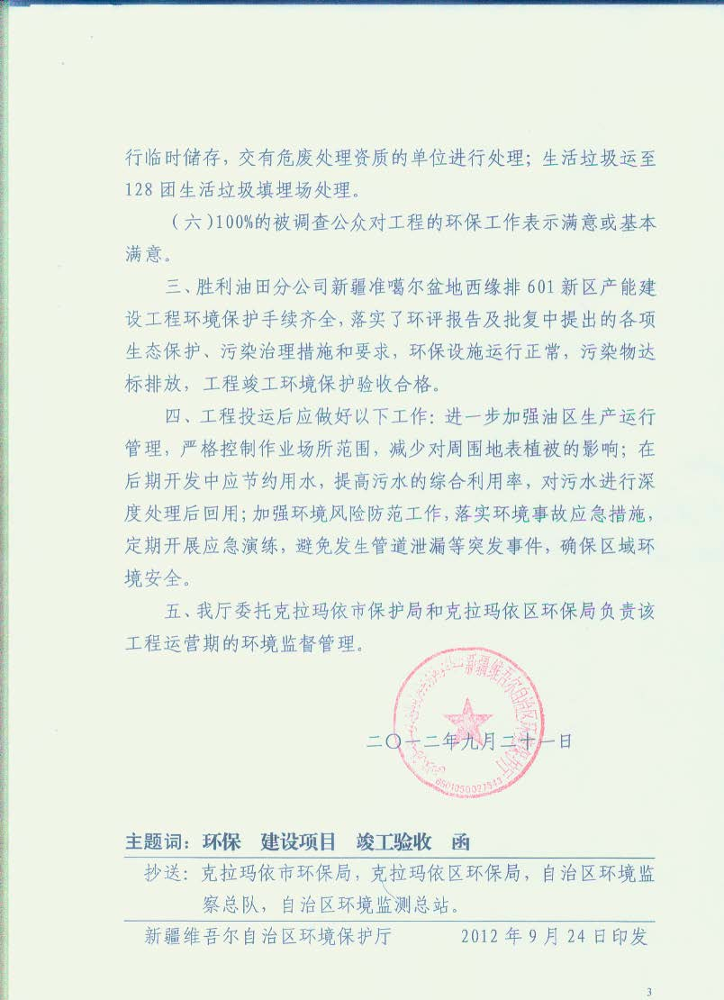 行临时储存，交有危废处理资质的单位进行处理；生活垃圾运至
128团生活垃圾填埋场处理。
（六）100%的被调查公众对工程的环保工作表示满意或基本
满意。
三、胜利油田分公司新疆准噶尔盆地西缘排601新区产能建
设工程环境保护手续齐全，落实了环评报告及批复中提出的各项
生态保护、污染治理措施和要求，环保设施运行正常，污染物达
标排放，工程竣工环境保护验收合格。
四、工程投运后应做好以下工作：进一步加强油区生产运行
管理，严格控制作业场所范围，减少对周围地表植被的影响；在
后期开发中应节约用水，提高污水的综合利用率，对污水进行深
度处理后回用；加强环境风险防范工作，落实环境事故应急措施，
定期开展应急演练，避免发生管道泄漏等突发事件，确保区域环
境安全。
五、我厅委托克拉玛依市保护局和克拉玛依区环保局负责该
工程运营期的环境监督管理。
新疆维吾尔自治区环境保护厅
二〇一二年九月二十一日
主题词：环保 建设项目 竣工验收 函
抄送：克拉玛依市环保局，克拉玛依区环保局，自治区环境监
察总队，自治区环境监测总站。
新疆维吾尔自治区环境保护厅 2012年9月24日印发
3